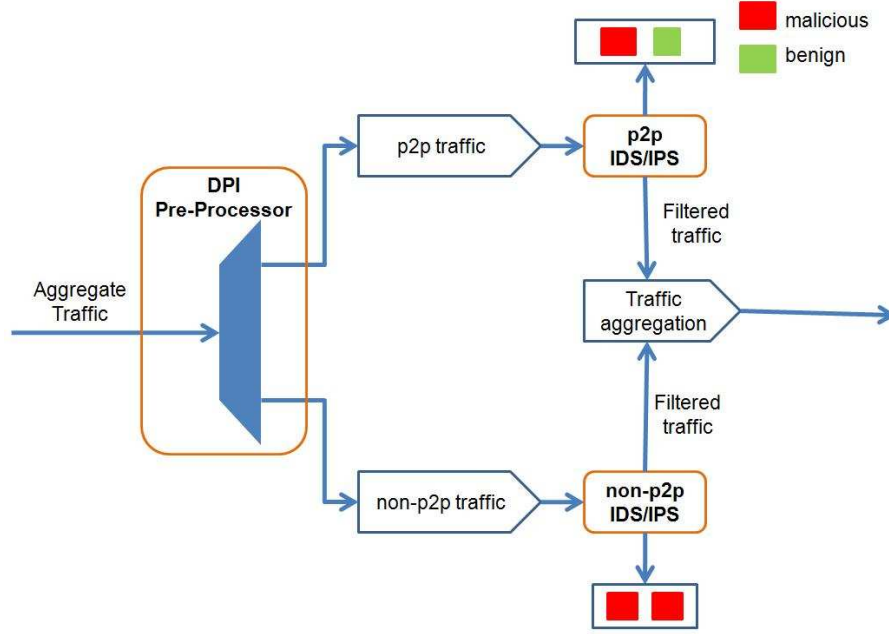 malicious
benign
p2p traffic
p2p
IDS/IPS
DPI
Pre-Processor
Filtered
traffic
Aggregate
Traffic
Traffic
aggregation
Filtered
traffic
non-p2p traffic
non-p2p
IDS/IPS